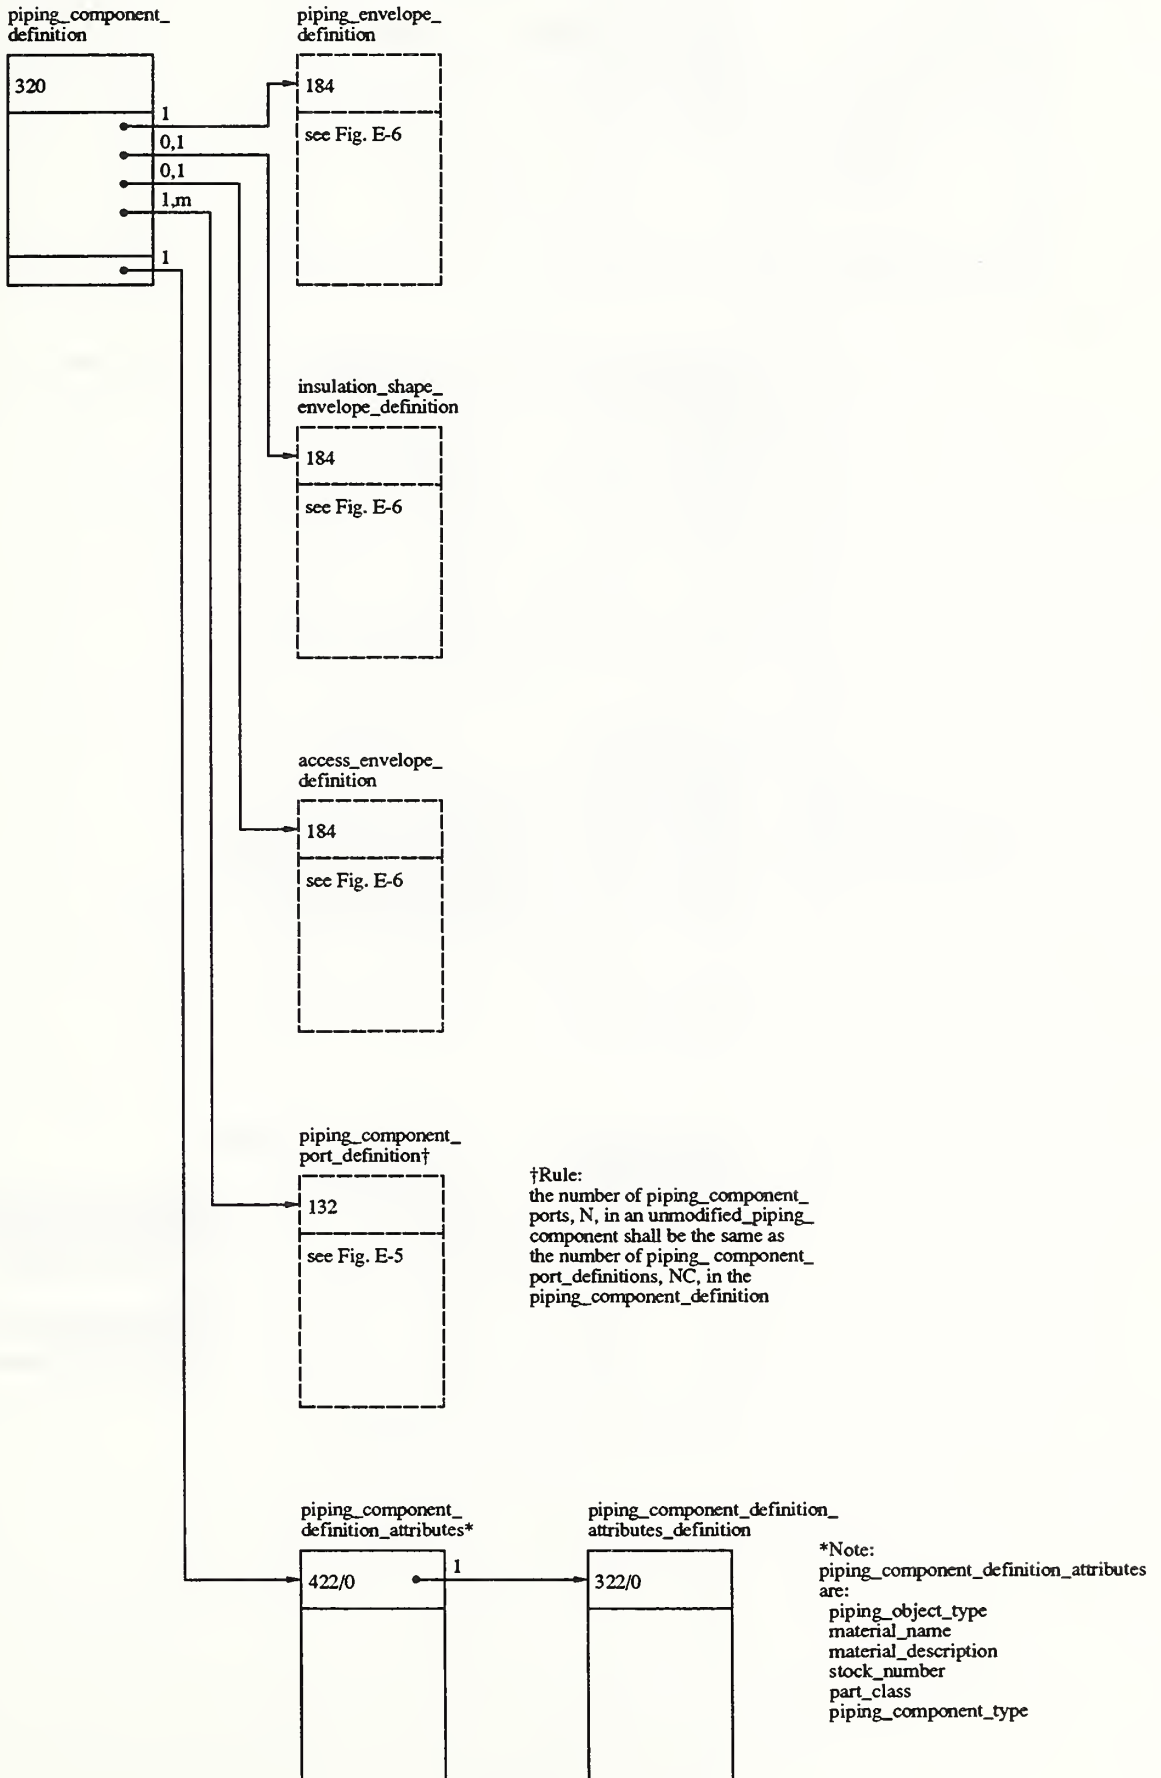 piping_component_
definition
320
1
0,1
0,1
1,m
1
piping_envelope_
definition
184
see Fig. E-6
insulation_shape_
envelope_definition
184
see Fig. E-6
access_envelope_
definition
184
see Fig. E-6
piping_component_
port_definition†
132
see Fig. E-5
†Rule:
the number of piping_component_
ports, N, in an unmodified_piping_
component shall be the same as
the number of piping_ component_
port_definitions, NC, in the
piping_component_definition
piping_component_
definition_attributes*
422/0
1
piping_component_definition_
attributes_definition
322/0
*Note:
piping_component_definition_attributes
are:
piping_object_type
material_name
material_description
stock_number
part_class
piping_component_type